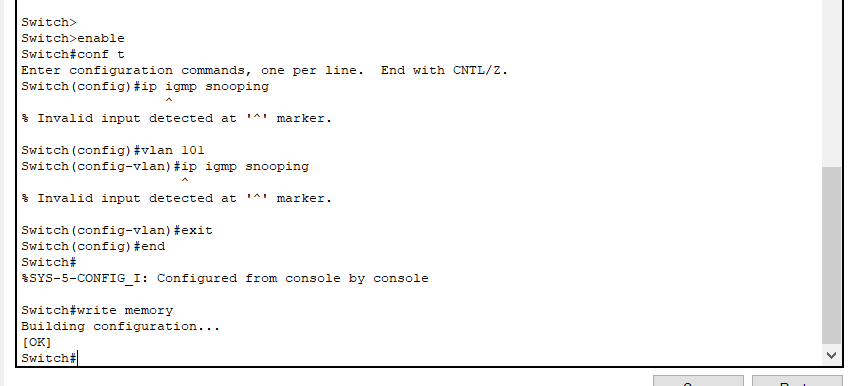 Switch>
Switch>enable
Switch#conf t
Enter configuration commands, one per line.  End with CNTL/Z.
Switch(config)#ip igmp snooping
                  ^
% Invalid input detected at '^' marker.
Switch(config)#vlan 101
Switch(config-vlan)#ip igmp snooping
                    ^
% Invalid input detected at '^' marker.
Switch(config-vlan)#exit
Switch(config)#end
Switch#
%SYS-5-CONFIG_I: Configured from console by console
Switch#write memory
Building configuration...
[OK]
Switch#